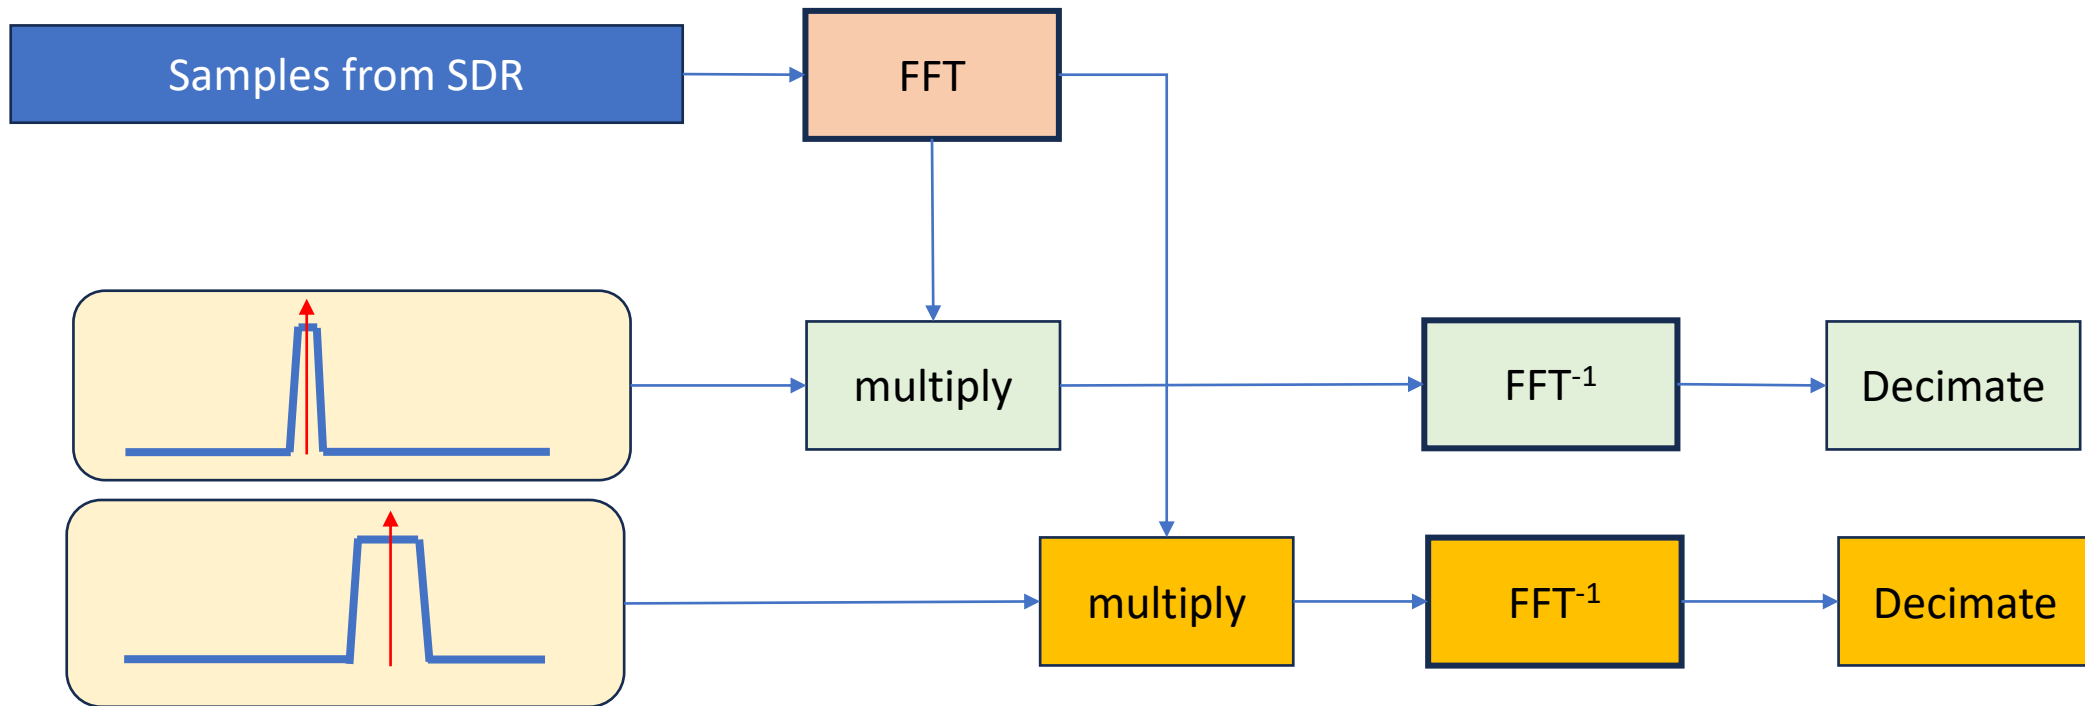 Samples from SDR
FFT
multiply
FFT⁻¹
Decimate
multiply
FFT⁻¹
Decimate